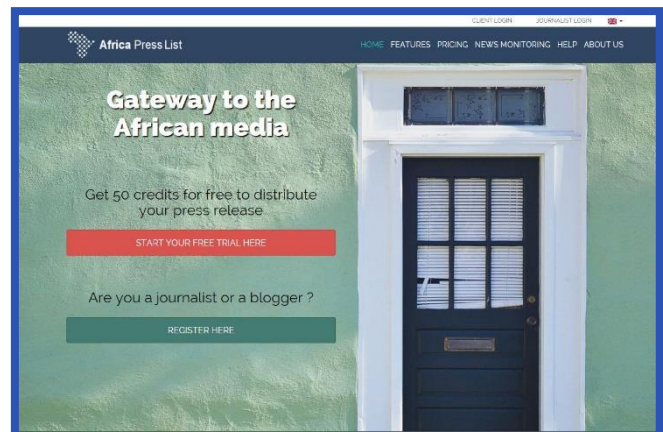 CLIENT LOGIN JOURNALIST LOGIN
Africa Press List
HOME FEATURES PRICING NEWS MONITORING HELP ABOUT US
Gateway to the
African media
Get 50 credits for free to distribute
your press release
START YOUR FREE TRIAL HERE
Are you a journalist or a blogger ?
REGISTER HERE